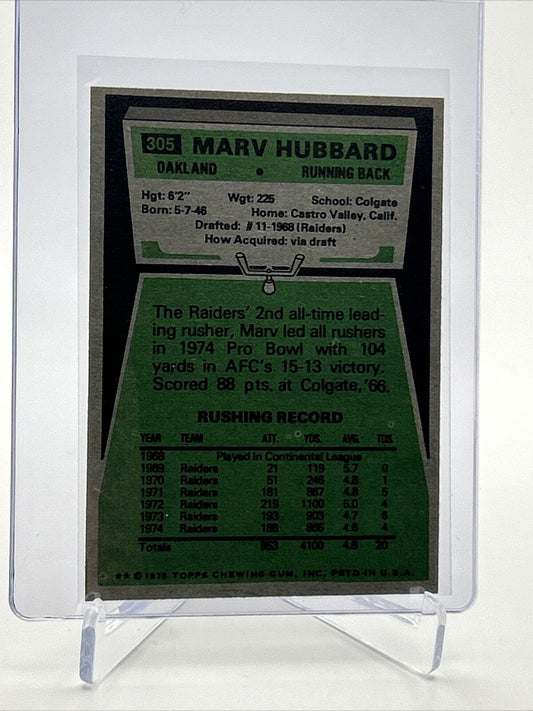 305 MARV HUBBARD
OAKLAND • RUNNING BACK
Hgt: 6'2" Wgt: 225 School: Colgate
Born: 5-7-46 Home: Castro Valley, Calif.
Drafted: #11-1968 (Raiders)
How Acquired: via draft
The Raiders' 2nd all-time lead-
ing rusher, Marv led all rushers
in 1974 Pro Bowl with 104
yards in AFC's 15-13 victory.
Scored 88 pts. at Colgate, '66.
RUSHING RECORD
YEAR TEAM ATT. YDS. AVG. TDS.
1968 Played in Continental League
1969 Raiders 21 119 5.7 0
1970 Raiders 51 246 4.8 1
1971 Raiders 181 867 4.8 5
1972 Raiders 219 1100 5.0 4
1973 Raiders 193 903 4.7 6
1974 Raiders 188 865 4.6 4
Totals 853 4100 4.8 20
** © 1975 TOPPS CHEWING GUM, INC. PRTD IN U.S.A.